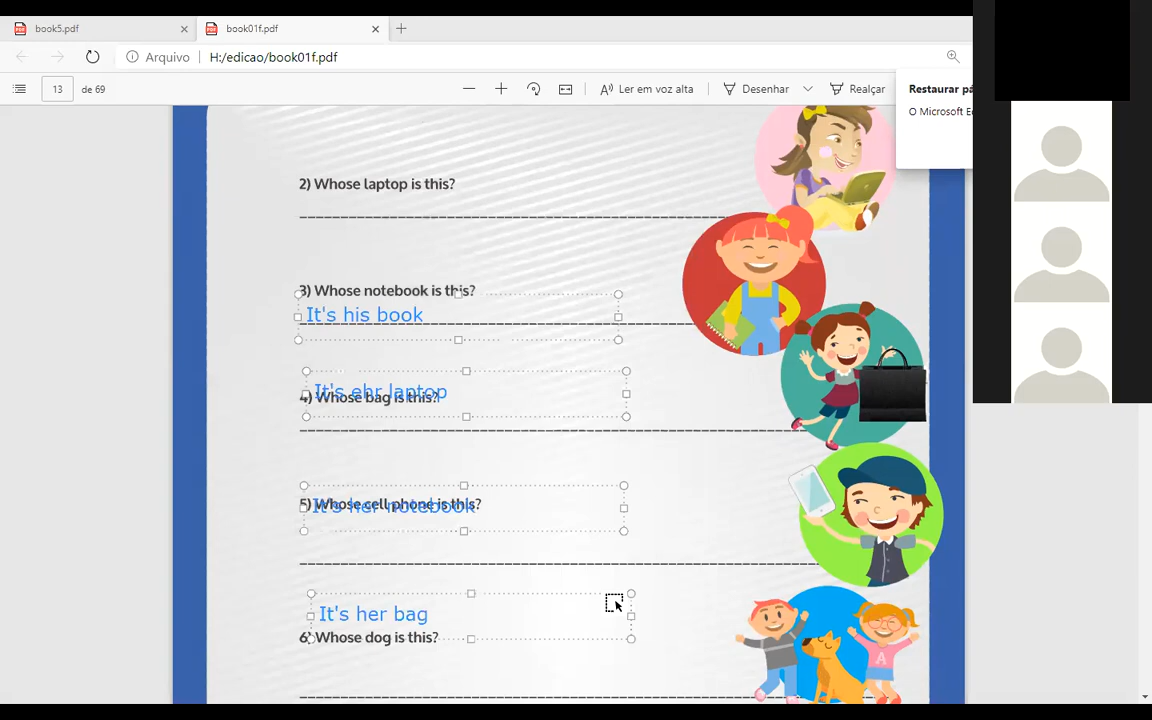 book5.pdf
book01f.pdf
Arquivo H:/edicao/book01f.pdf
13 de 69
Ler em voz alta
Desenhar
Realçar
Restaurar pá
O Microsoft Ed
2) Whose laptop is this?
3) Whose notebook is this?
It's his book
It's ehr laptop
4) Whose bag is this?
5) Whose cell phone is this?
It's her notebook
It's her bag
6) Whose dog is this?
A